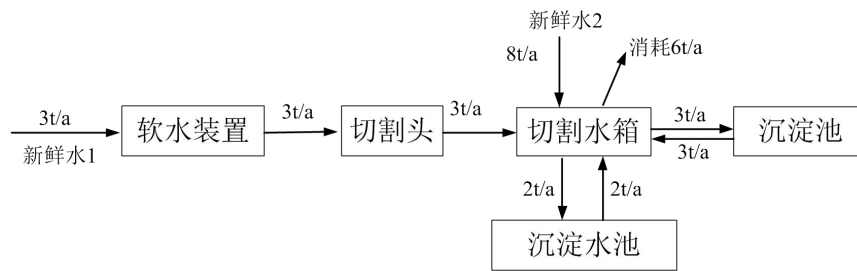 新鲜水2
8t/a
消耗6t/a
3t/a
3t/a
3t/a
3t/a
软水装置
切割头
切割水箱
沉淀池
新鲜水1
3t/a
2t/a
2t/a
沉淀水池